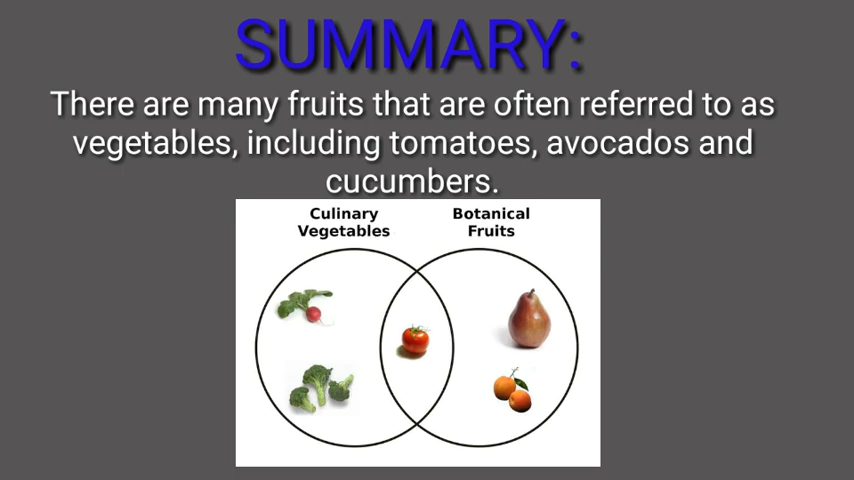 SUMMARY:
There are many fruits that are often referred to as
vegetables, including tomatoes, avocados and
cucumbers.
Culinary
Vegetables
Botanical
Fruits